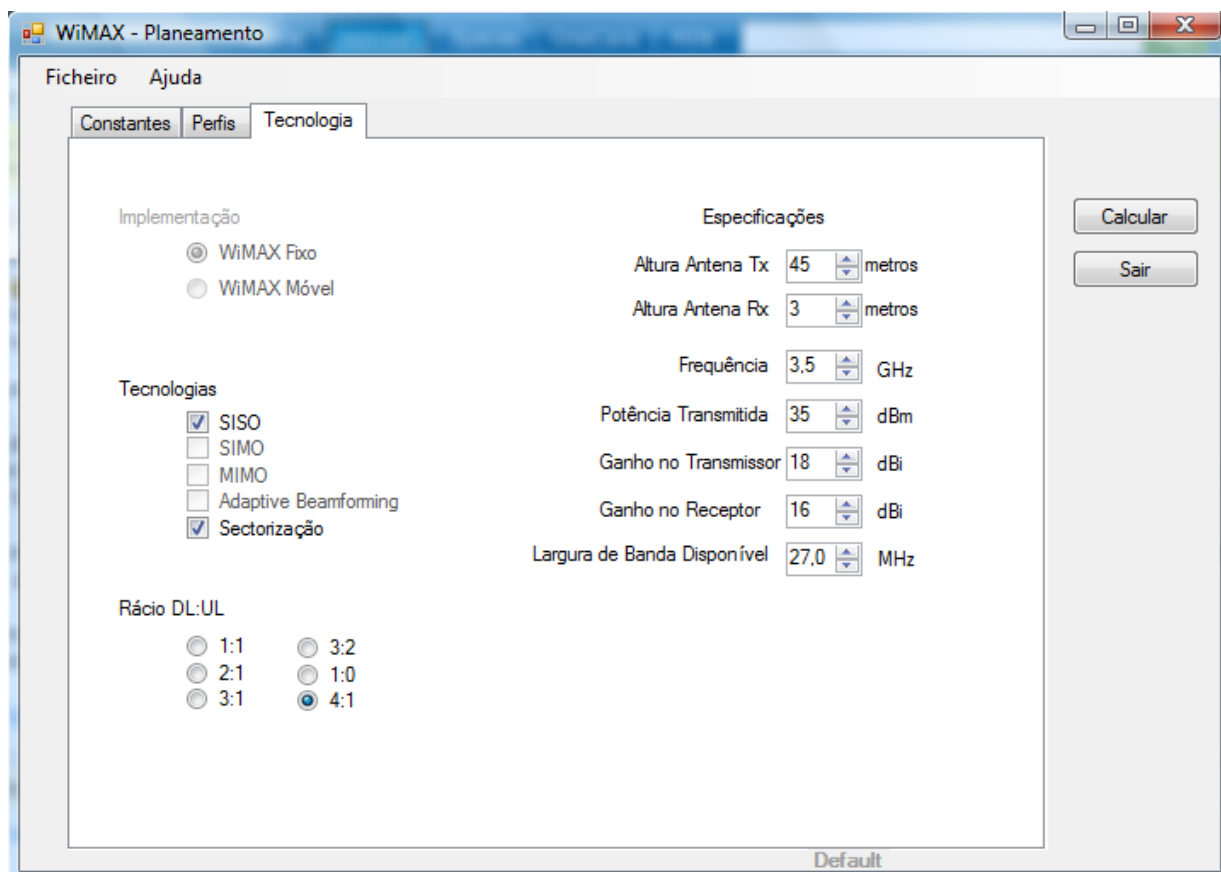 WiMAX - Planeamento
Ficheiro Ajuda
Constantes Perfis Tecnologia
Implementação
WiMAX Fixo
WiMAX Móvel
Tecnologias
SISO
SIMO
MIMO
Adaptive Beamforming
Sectorização
Rácio DL:UL
1:1 3:2
2:1 1:0
3:1 4:1
Especificações
Altura Antena Tx 45 metros
Altura Antena Rx 3 metros
Frequência 3,5 GHz
Potência Transmitida 35 dBm
Ganho no Transmissor 18 dBi
Ganho no Receptor 16 dBi
Largura de Banda Disponível 27,0 MHz
Calcular
Sair
Default